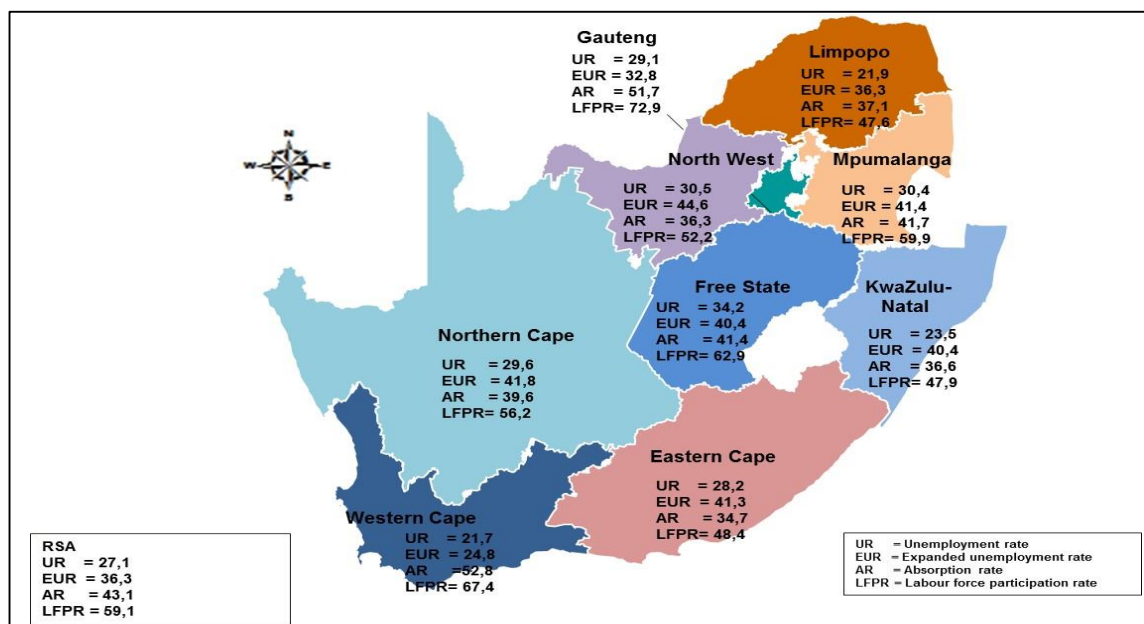 Gauteng
UR = 29,1
EUR = 32,8
AR = 51,7
LFPR= 72,9
Limpopo
UR = 21,9
EUR = 36,3
AR = 37,1
LFPR= 47,6
N
W E
S
North West
UR = 30,5
EUR = 44,6
AR = 36,3
LFPR= 52,2
Mpumalanga
UR = 30,4
EUR = 41,4
AR = 41,7
LFPR= 59,9
Free State
UR = 34,2
EUR = 40,4
AR = 41,4
LFPR= 62,9
KwaZulu-
Natal
UR = 23,5
EUR = 40,4
AR = 36,6
LFPR= 47,9
Northern Cape
UR = 29,6
EUR = 41,8
AR = 39,6
LFPR= 56,2
Eastern Cape
UR = 28,2
EUR = 41,3
AR = 34,7
LFPR= 48,4
Western Cape
UR = 21,7
EUR = 24,8
AR =52,8
LFPR= 67,4
RSA
UR = 27,1
EUR = 36,3
AR = 43,1
LFPR = 59,1
UR = Unemployment rate
EUR = Expanded unemployment rate
AR = Absorption rate
LFPR = Labour force participation rate